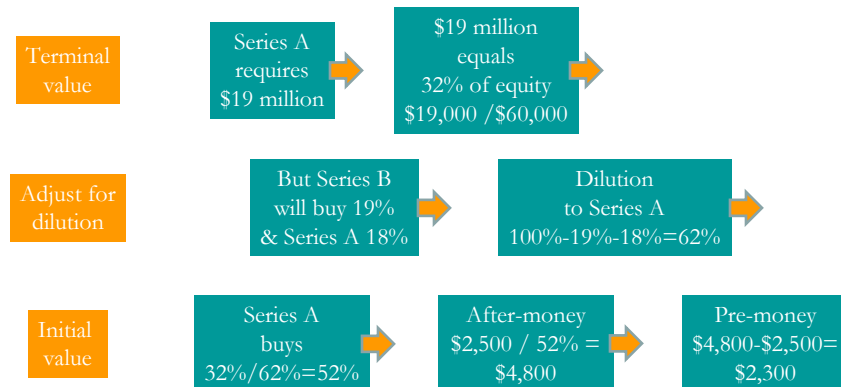 Terminal
value
Series A
requires
$19 million
$19 million
equals
32% of equity
$19,000 /$60,000
Adjust for
dilution
But Series B
will buy 19%
& Series A 18%
Dilution
to Series A
100%-19%-18%=62%
Initial
value
Series A
buys
32%/62%=52%
After-money
$2,500 / 52% =
$4,800
Pre-money
$4,800-$2,500=
$2,300